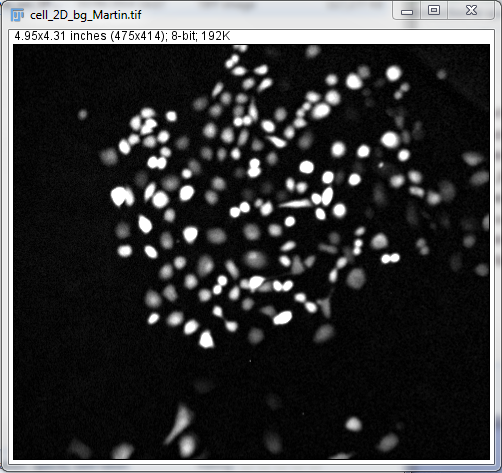 cell_2D_bg_Martin.tif
4.95x4.31 inches (475x414); 8-bit; 192K